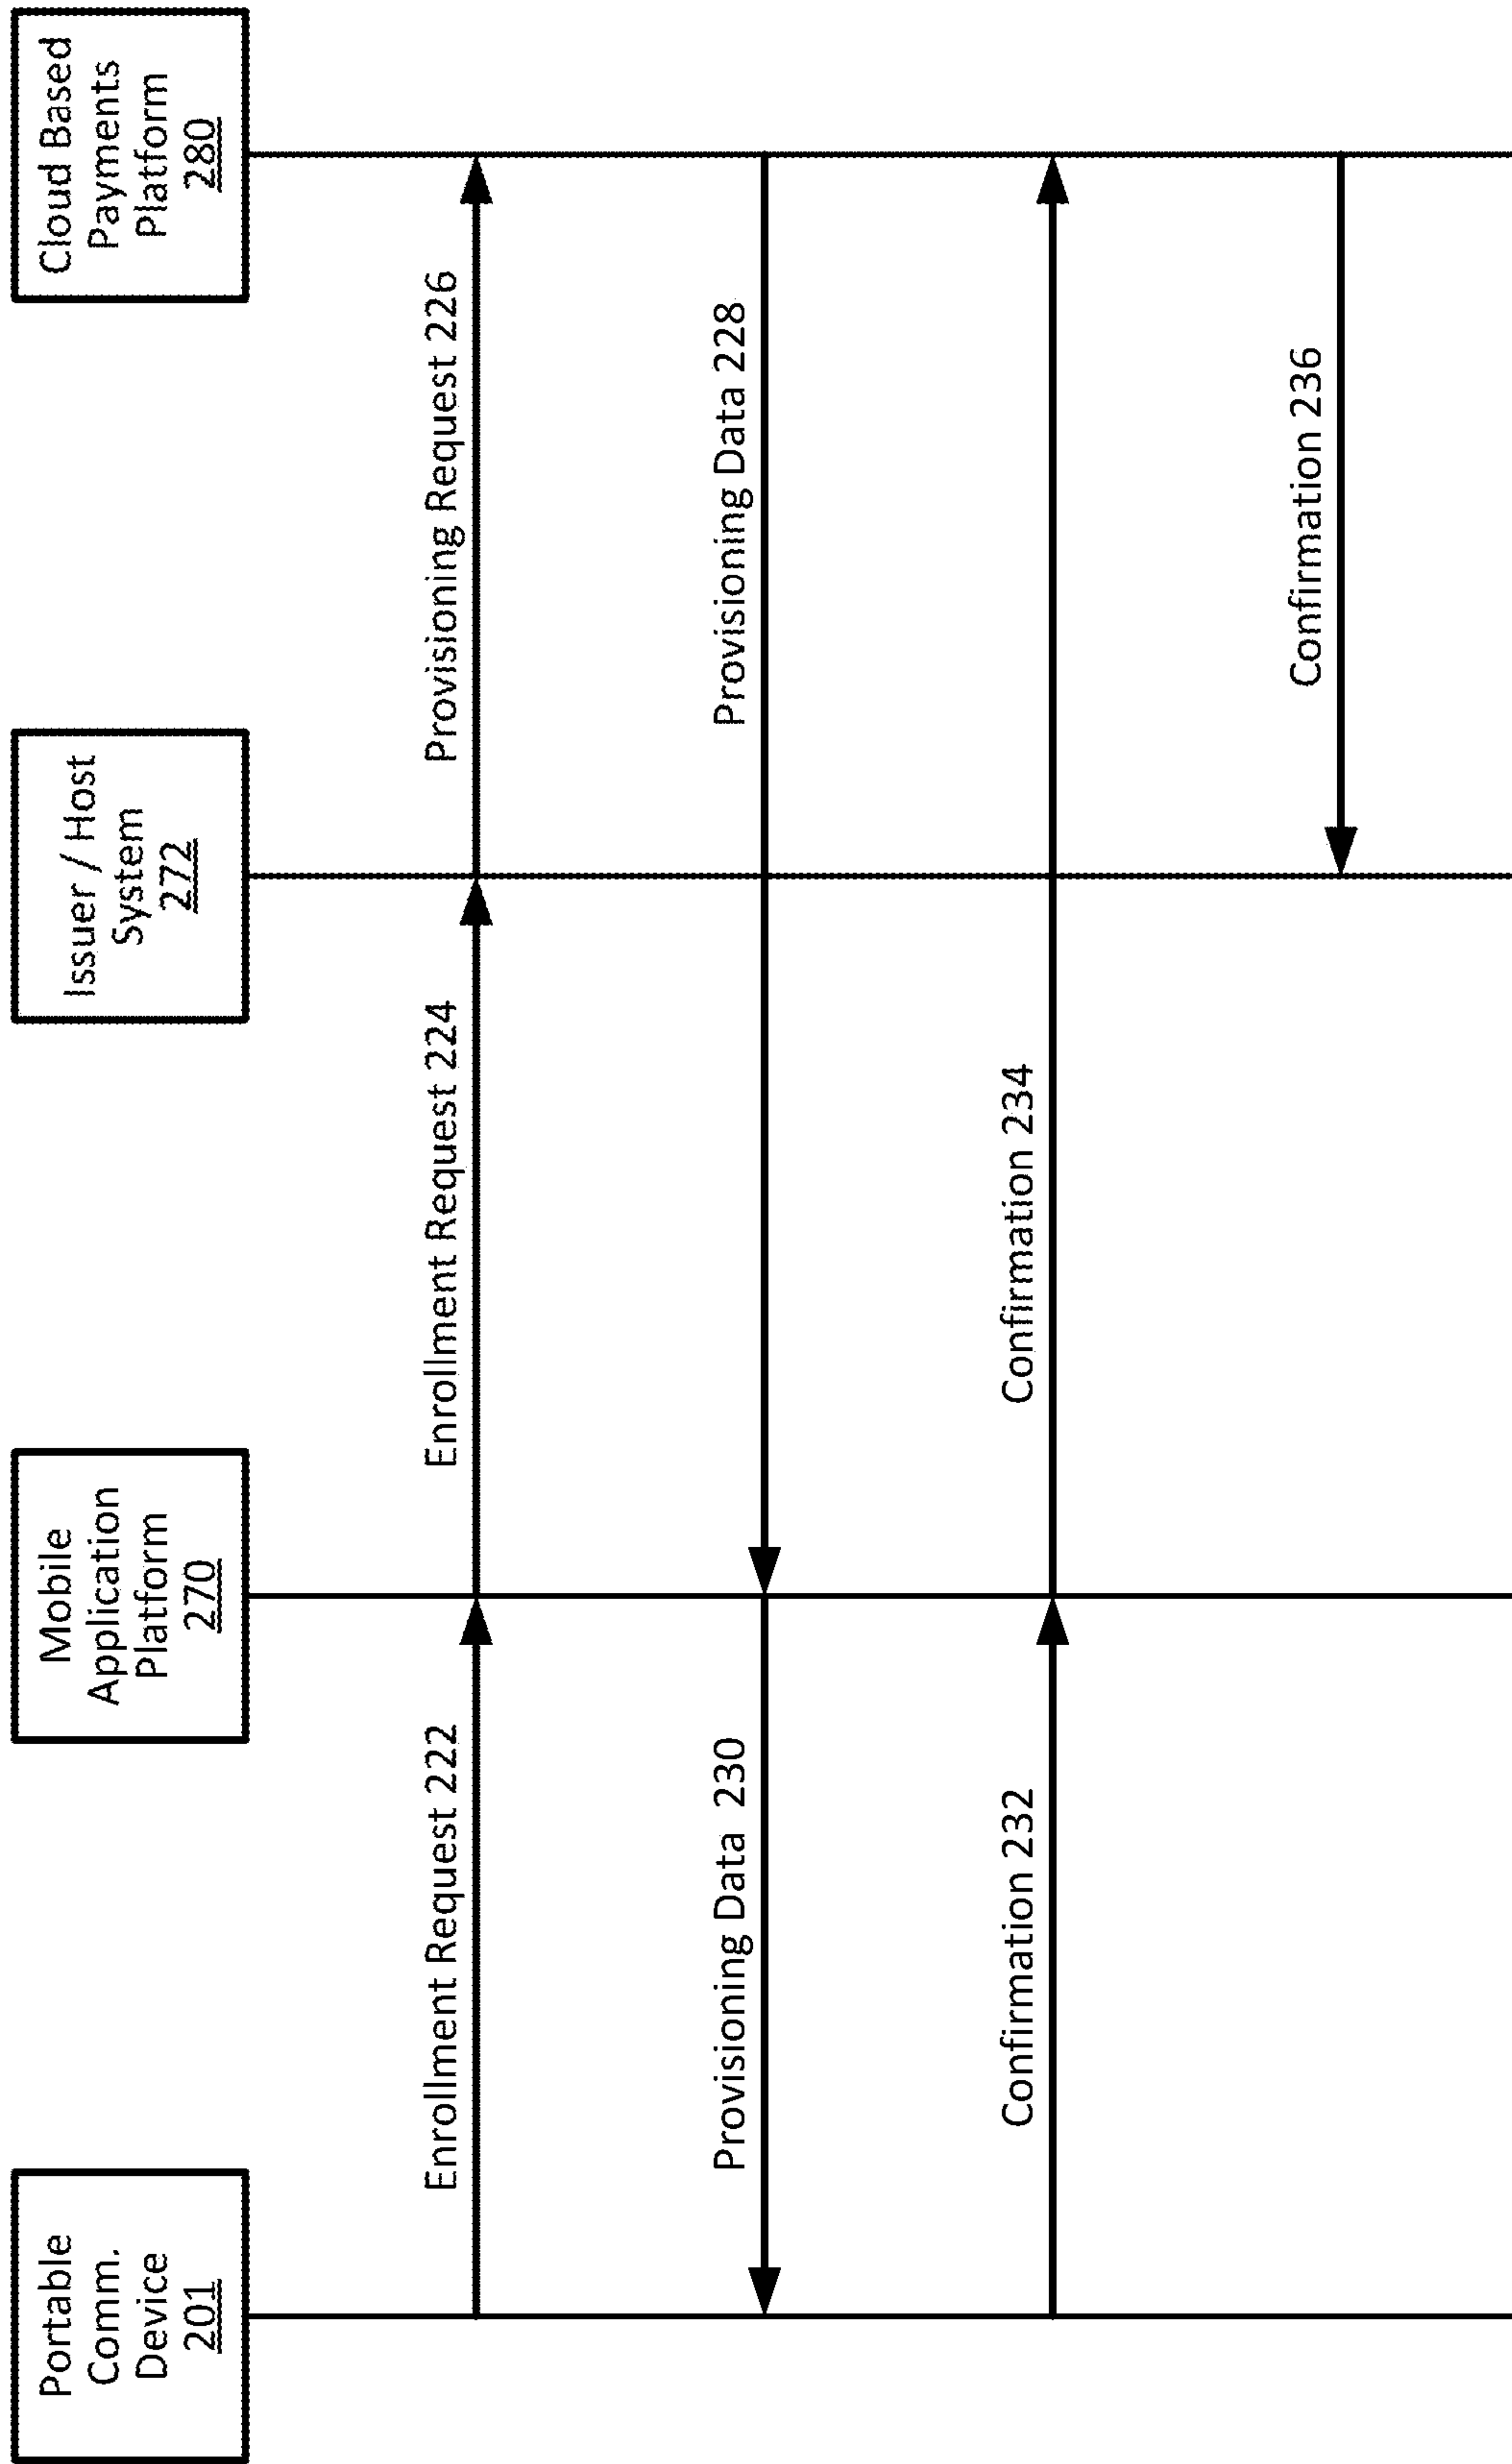 Portable
Comm.
Device
201
Mobile
Application
Platform
270
Issuer / Host
System
272
Cloud Based
Payments
Platform
280
Enrollment Request 222
Enrollment Request 224
Provisioning Request 226
Provisioning Data 230
Provisioning Data 228
Confirmation 232
Confirmation 234
Confirmation 236